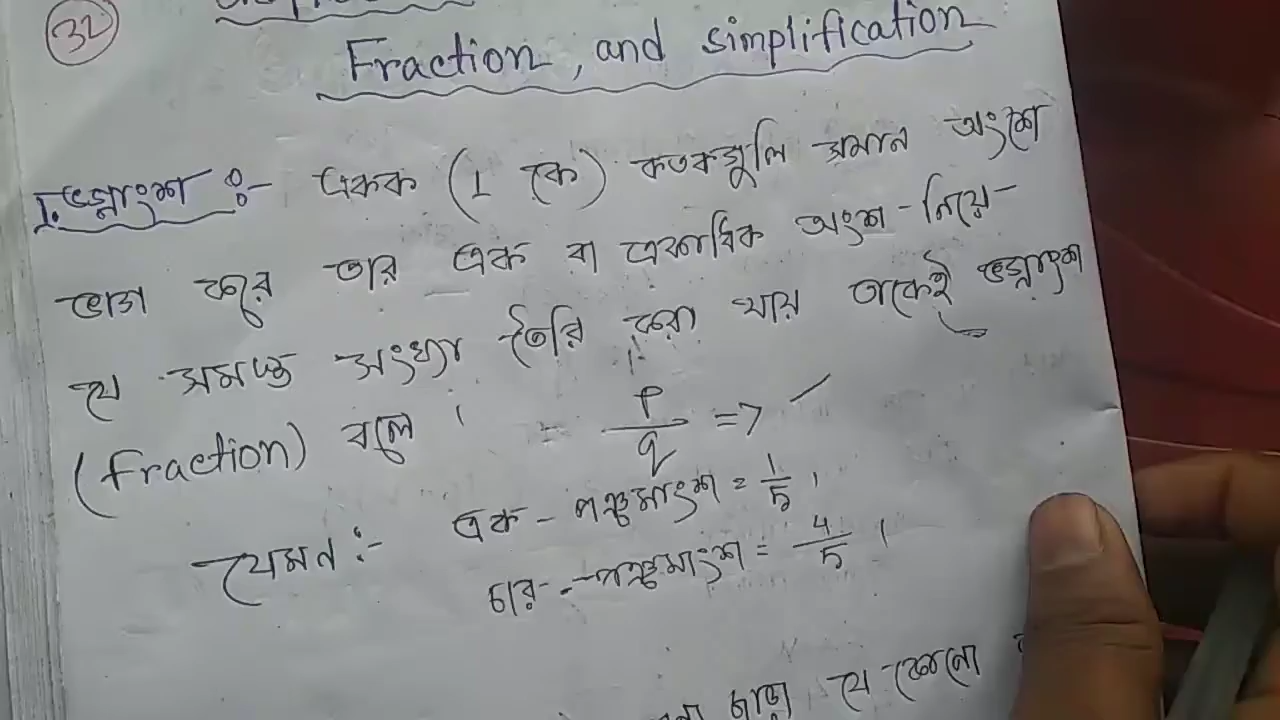 32
Fraction, and simplification
1. ভগ্নাংশ :- একক (1 কে) কতকগুলি সমান অংশে
ভাগ করে তার এক বা একাধিক অংশ - নিয়ে -
যে সমস্ত সংখ্যা তৈরি করা যায় তাকেই ভগ্নাংশ
(fraction) বলে । = P/q =>
যেমন :- এক - পঞ্চমাংশ = 1/5 ।
চার - পঞ্চমাংশ = 4/5 ।
ছাড়া যে কোনো